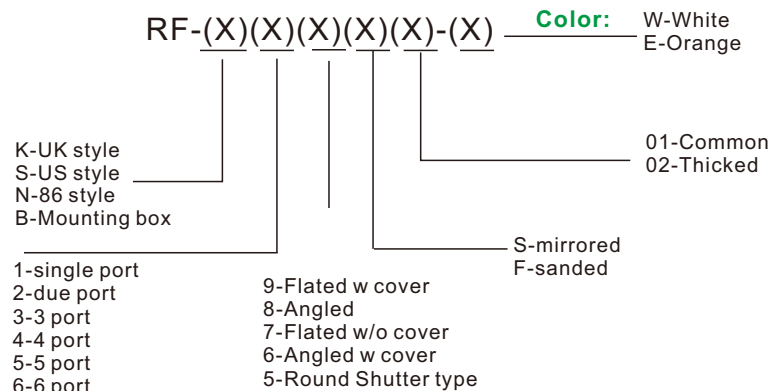 RF-(X)(X)(X)(X)(X)-(X)
Color:
W-White
E-Orange
01-Common
02-Thicked
K-UK style
S-US style
N-86 style
B-Mounting box
S-mirrored
F-sanded
1-single port
2-due port
3-3 port
4-4 port
5-5 port
6-6 port
9-Flated w cover
8-Angled
7-Flated w/o cover
6-Angled w cover
5-Round Shutter type